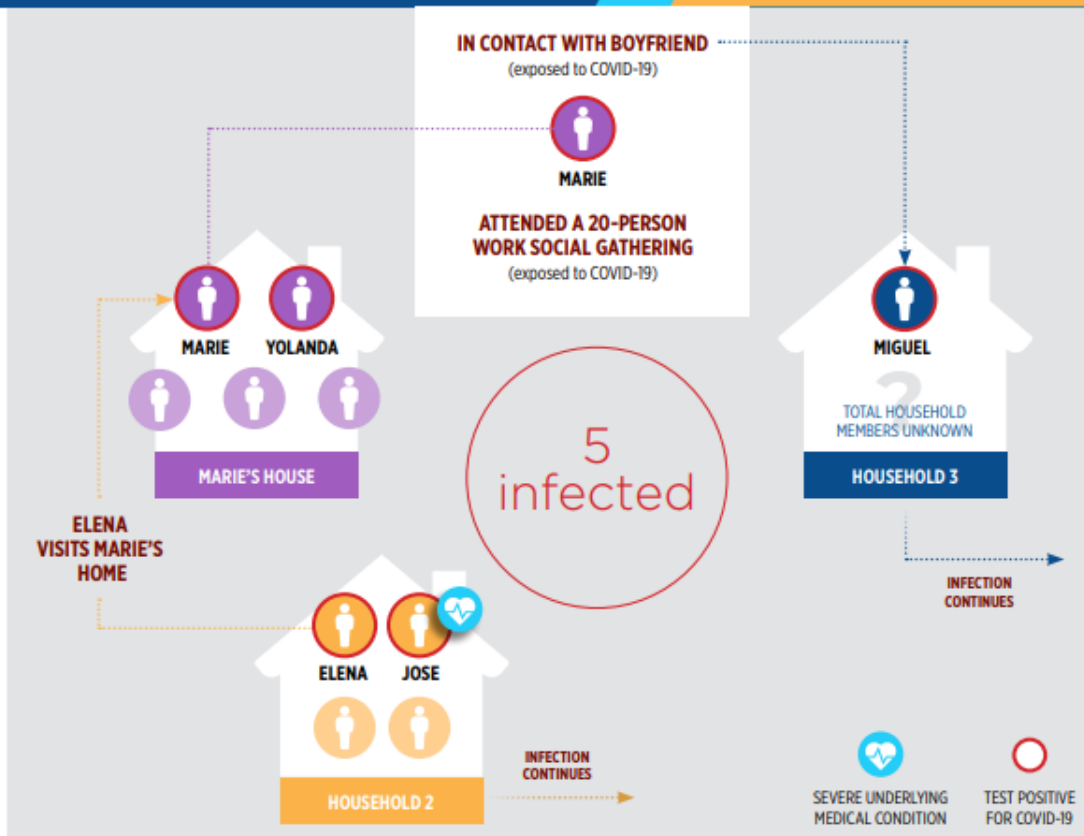 IN CONTACT WITH BOYFRIEND
(exposed to COVID-19)
MARIE
ATTENDED A 20-PERSON
WORK SOCIAL GATHERING
(exposed to COVID-19)
MARIE
YOLANDA
MARIE'S HOUSE
MIGUEL
?
TOTAL HOUSEHOLD
MEMBERS UNKNOWN
HOUSEHOLD 3
5
infected
ELENA
VISITS MARIE'S
HOME
INFECTION
CONTINUES
ELENA
JOSE
HOUSEHOLD 2
INFECTION
CONTINUES
SEVERE UNDERLYING
MEDICAL CONDITION
TEST POSITIVE
FOR COVID-19